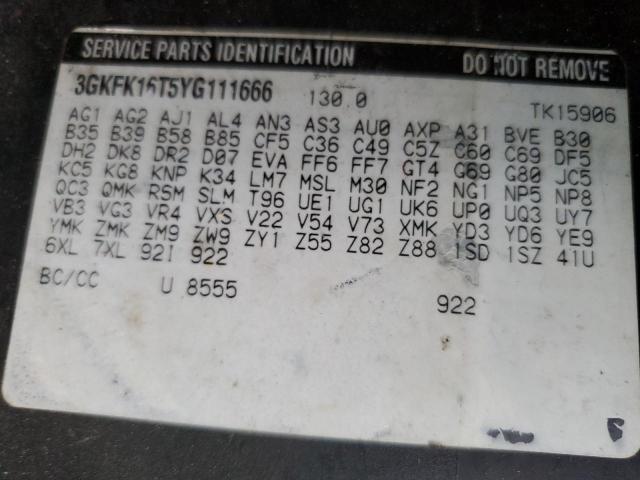 SERVICE PARTS IDENTIFICATION DO NOT REMOVE
3GKFK16T5YG111666 130.0 TK15906
AG1 AG2 AJ1 AL4 AN3 AS3 AU0 AXP A31 BVE B30
B35 B39 B58 B85 CF5 C36 C49 C5Z C60 C69 DF5
DH2 DK8 DR2 D07 EVA FF6 FF7 GT4 G69 G80 JC5
KC5 KG8 KNP K34 LM7 MSL M30 NF2 NG1 NP5 NP8
QC3 QMK R5M SLM T96 UE1 UG1 UK6 UP0 UQ3 UY7
VB3 VG3 VR4 VXS V22 V54 V73 XMK YD3 YD6 YE9
YMK ZMK ZM9 ZW9 ZY1 Z55 Z82 Z88 1SD 1SZ 41U
6XL 7XL 92I 922
BC/CC U 8555 922